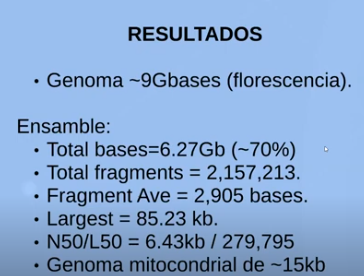 RESULTADOS
• Genoma ~9Gbases (florescencia).
Ensamble:
• Total bases=6.27Gb (~70%)
• Total fragments = 2,157,213.
• Fragment Ave = 2,905 bases.
• Largest = 85.23 kb.
• N50/L50 = 6.43kb / 279,795
• Genoma mitocondrial de ~15kb